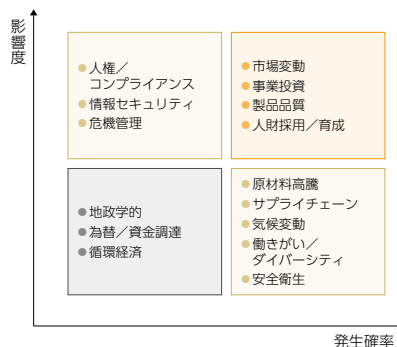 影響度
● 人権／
コンプライアンス
● 情報セキュリティ
● 危機管理
● 市場変動
● 事業投資
● 製品品質
● 人財採用／育成
● 地政学的
● 為替／資金調達
● 循環経済
● 原材料高騰
● サプライチェーン
● 気候変動
● 働きがい／
ダイバーシティ
● 安全衛生
発生確率